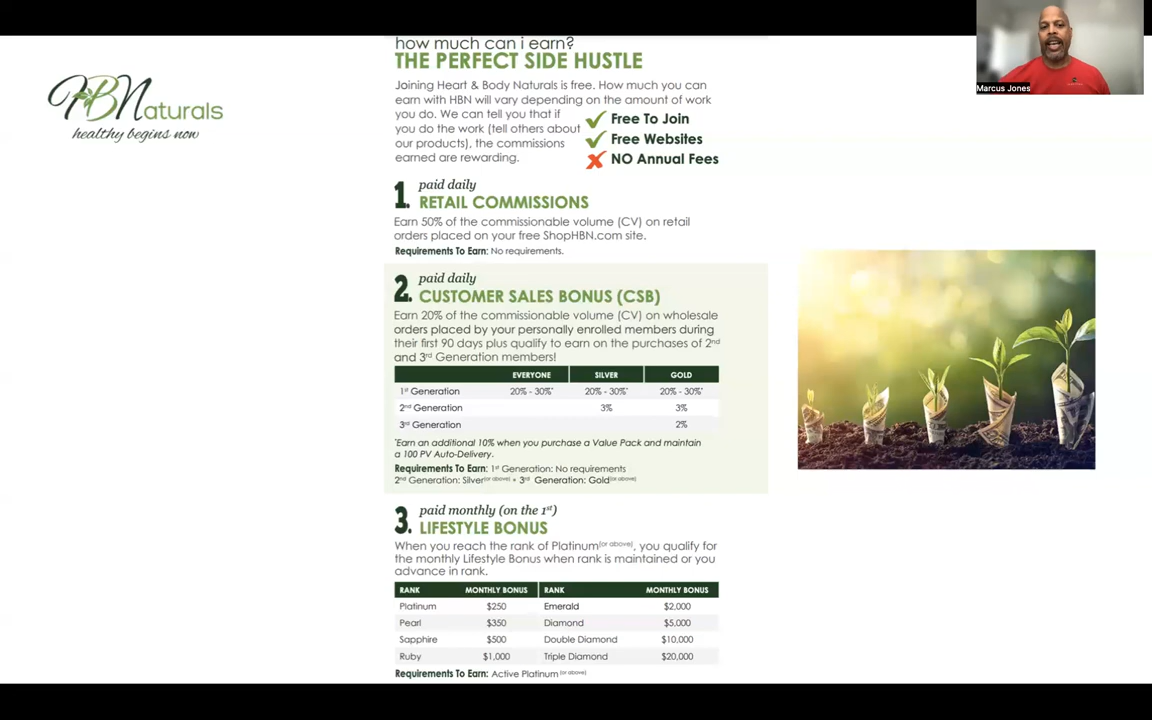 how much can i earn?
THE PERFECT SIDE HUSTLE
Joining Heart & Body Naturals is free. How much you can
earn with HBN will vary depending on the amount of work
you do. We can tell you that if
you do the work (tell others about
our products), the commissions
earned are rewarding.
Free To Join
Free Websites
NO Annual Fees
HBNaturals
healthy begins now
Marcus Jones
1. paid daily
RETAIL COMMISSIONS
Earn 50% of the commissionable volume (CV) on retail
orders placed on your free ShopHBN.com site.
Requirements To Earn: No requirements.
2. paid daily
CUSTOMER SALES BONUS (CSB)
Earn 20% of the commissionable volume (CV) on wholesale
orders placed by your personally enrolled members during
their first 90 days plus qualify to earn on the purchases of 2nd
and 3rd Generation members!
EVERYONE SILVER GOLD
1st Generation 20% - 30%* 20% - 30%* 20% - 30%*
2nd Generation 3% 3%
3rd Generation 2%
*Earn an additional 10% when you purchase a Value Pack and maintain
a 100 PV Auto-Delivery.
Requirements To Earn: 1st Generation: No requirements
2nd Generation: Silver(or above) • 3rd Generation: Gold(or above)
3. paid monthly (on the 1st)
LIFESTYLE BONUS
When you reach the rank of Platinum(or above), you qualify for
the monthly Lifestyle Bonus when rank is maintained or you
advance in rank.
RANK MONTHLY BONUS RANK MONTHLY BONUS
Platinum $250 Emerald $2,000
Pearl $350 Diamond $5,000
Sapphire $500 Double Diamond $10,000
Ruby $1,000 Triple Diamond $20,000
Requirements To Earn: Active Platinum (or above)